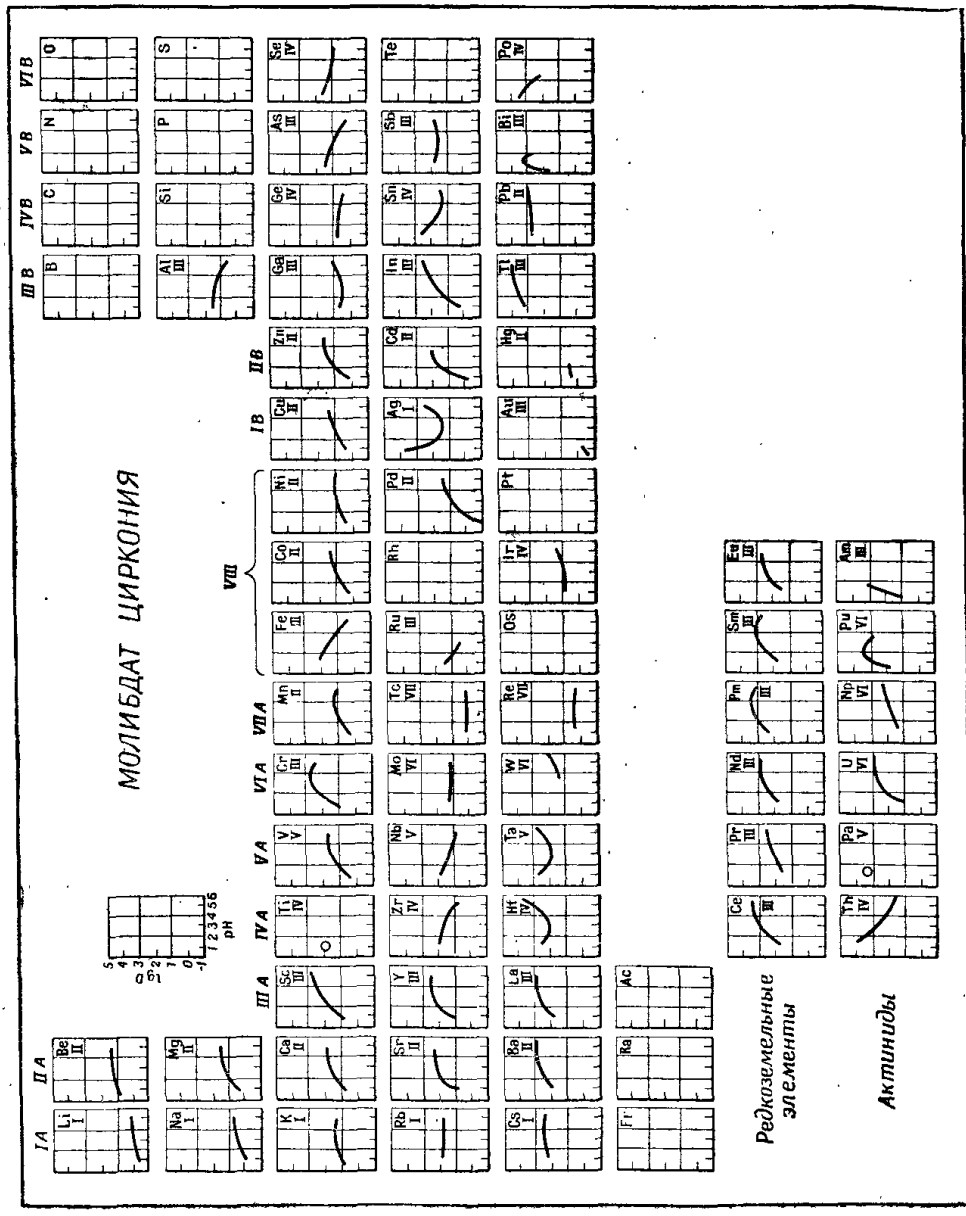 МОЛИБДАТ ЦИРКОНИЯ
I A II A III A IV A V A VI A VII A VIII I B II B III B IV B V B VI B
lg D
5
4
3
2
1
0
-1
1 2 3 4 5 6
pH
Li I Be II B C N O
Na I Mg II Al III Si P S
K I Ca II Sc III Ti IV V V Cr III Mn II Fe III Co II Ni II Cu II Zn II Ga III Ge IV As III Se IV
Rb I Sr II Y III Zr IV Nb V Mo VI Tc VII Ru III Rh Pd II Ag I Cd II In III Sn IV Sb III Te
Cs I Ba II La III Hf IV Ta V W VI Re VII Os Ir IV Pt Au III Hg II Tl III Pb II Bi III Po IV
Fr Ra Ac
Редкоземельные
элементы
Ce III Pr III Nd III Pm III Sm III Eu III
Актиниды
Th IV Pa V U VI Np VI Pu VI Am III